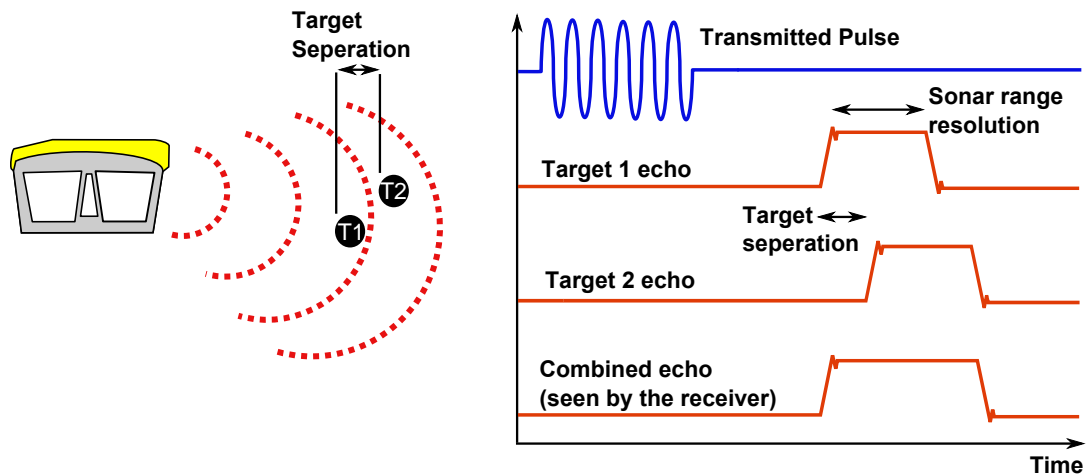 Target
Seperation
T1
T2
Transmitted Pulse
Sonar range
resolution
Target 1 echo
Target
seperation
Target 2 echo
Combined echo
(seen by the receiver)
Time